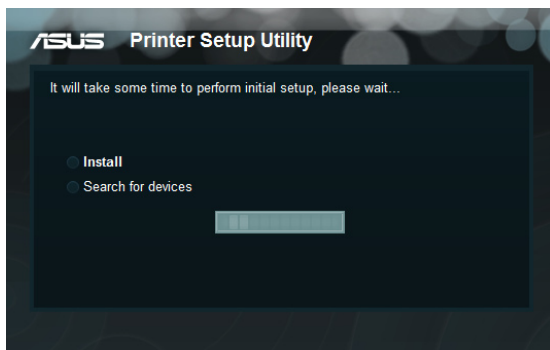 ASUS Printer Setup Utility
It will take some time to perform initial setup, please wait...
Install
Search for devices